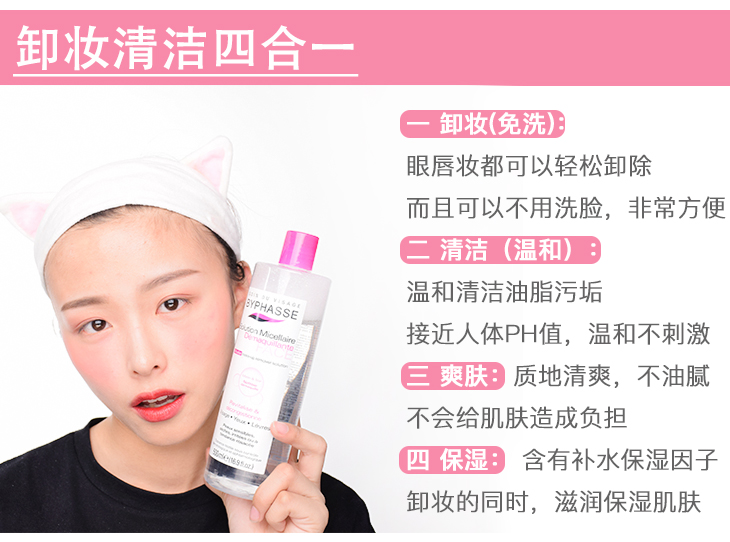 卸妆清洁四合一
一 卸妆(免洗):
眼唇妆都可以轻松卸除
而且可以不用洗脸，非常方便
二 清洁（温和）:
温和清洁油脂污垢
接近人体PH值，温和不刺激
三 爽肤: 质地清爽，不油腻
不会给肌肤造成负担
四 保湿: 含有补水保湿因子
卸妆的同时，滋润保湿肌肤
BYPHASSE
Solution Micellaire
Démaquillante